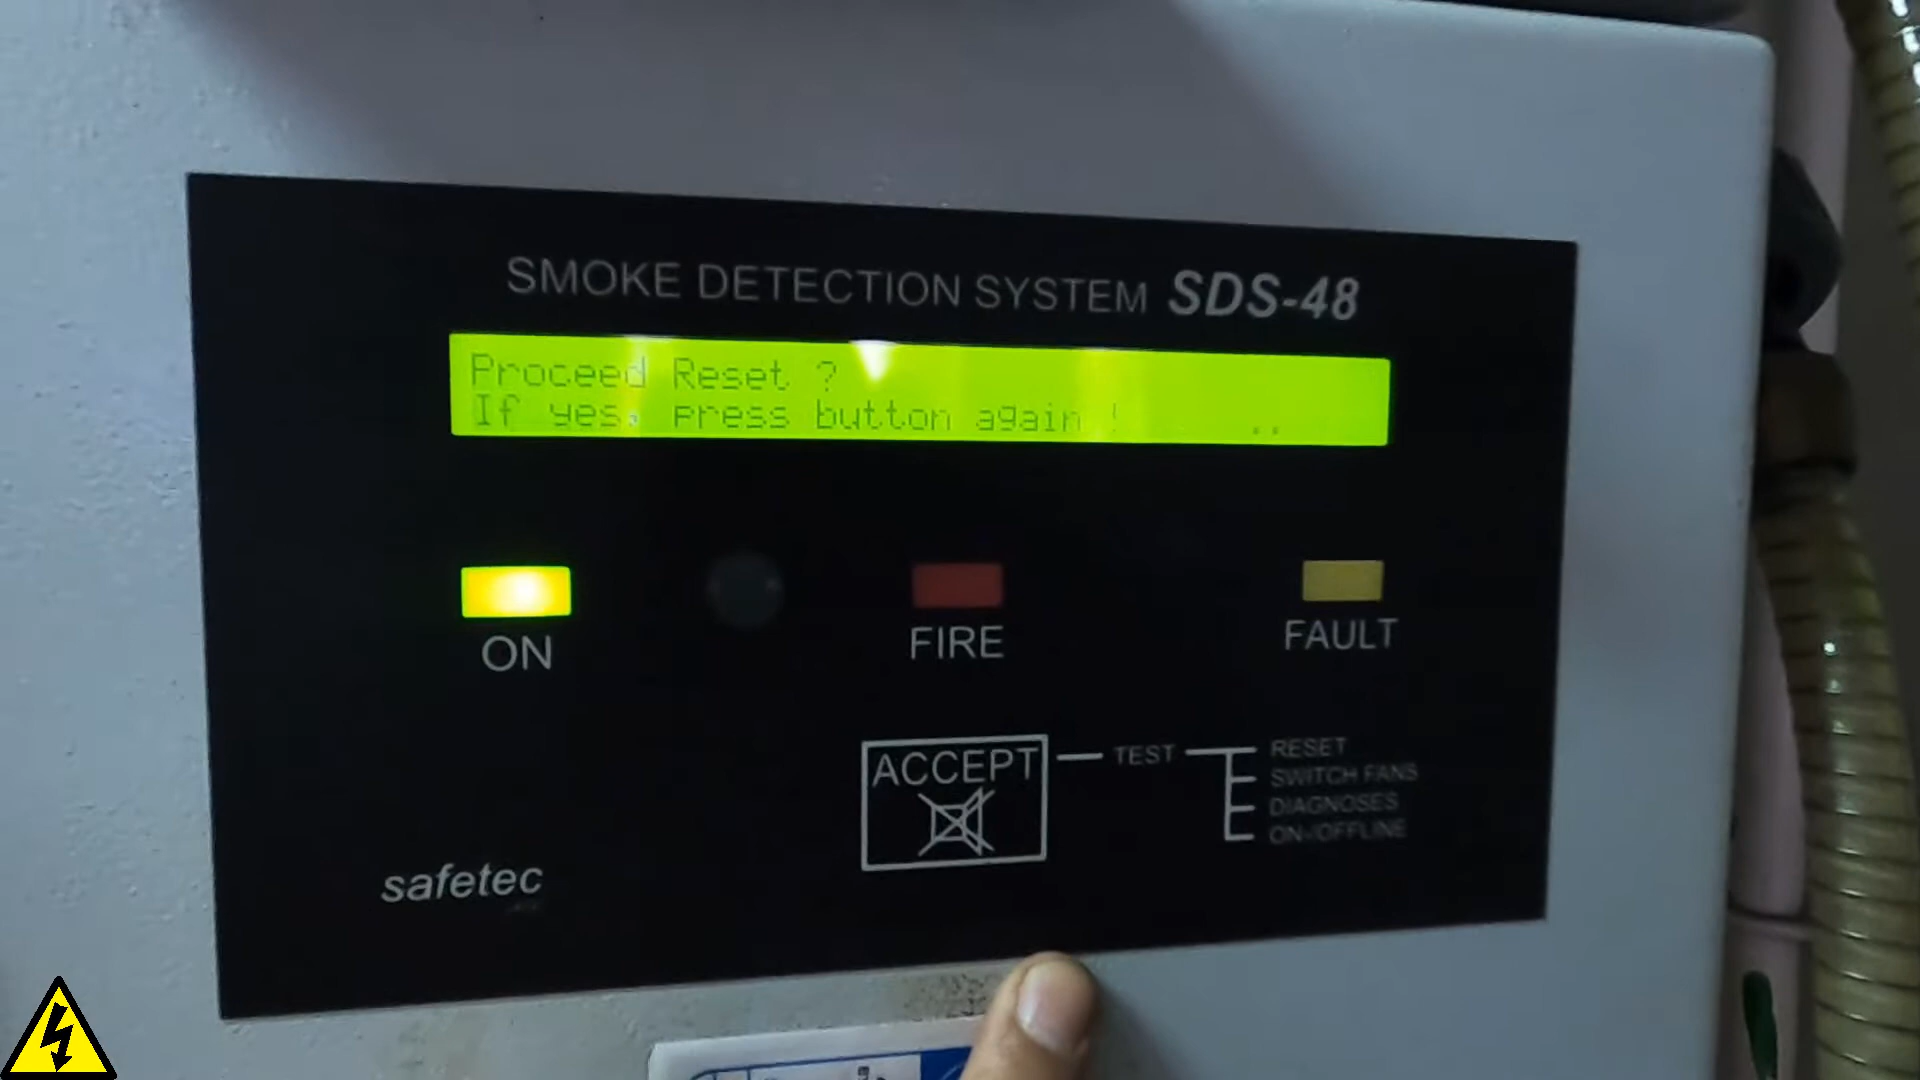 SMOKE DETECTION SYSTEM SDS-48
Proceed Reset ?
If yes, press button again ! ..
ON
FIRE
FAULT
ACCEPT
TEST
RESET
SWITCH FANS
DIAGNOSES
ON-/OFFLINE
safetec